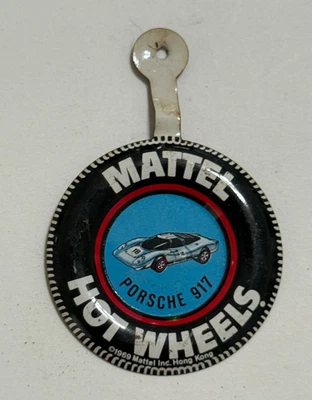 MATTEL
PORSCHE 917
HOT WHEELS
©1969 Mattel Inc. Hong Kong